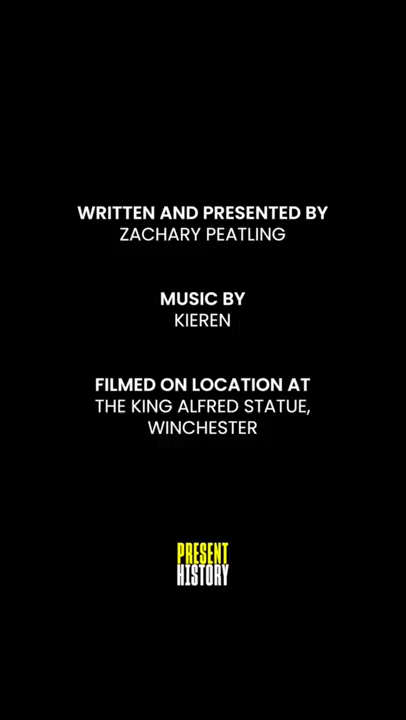 WRITTEN AND PRESENTED BY
ZACHARY PEATLING
MUSIC BY
KIEREN
FILMED ON LOCATION AT
THE KING ALFRED STATUE,
WINCHESTER
PRESENT
HISTORY